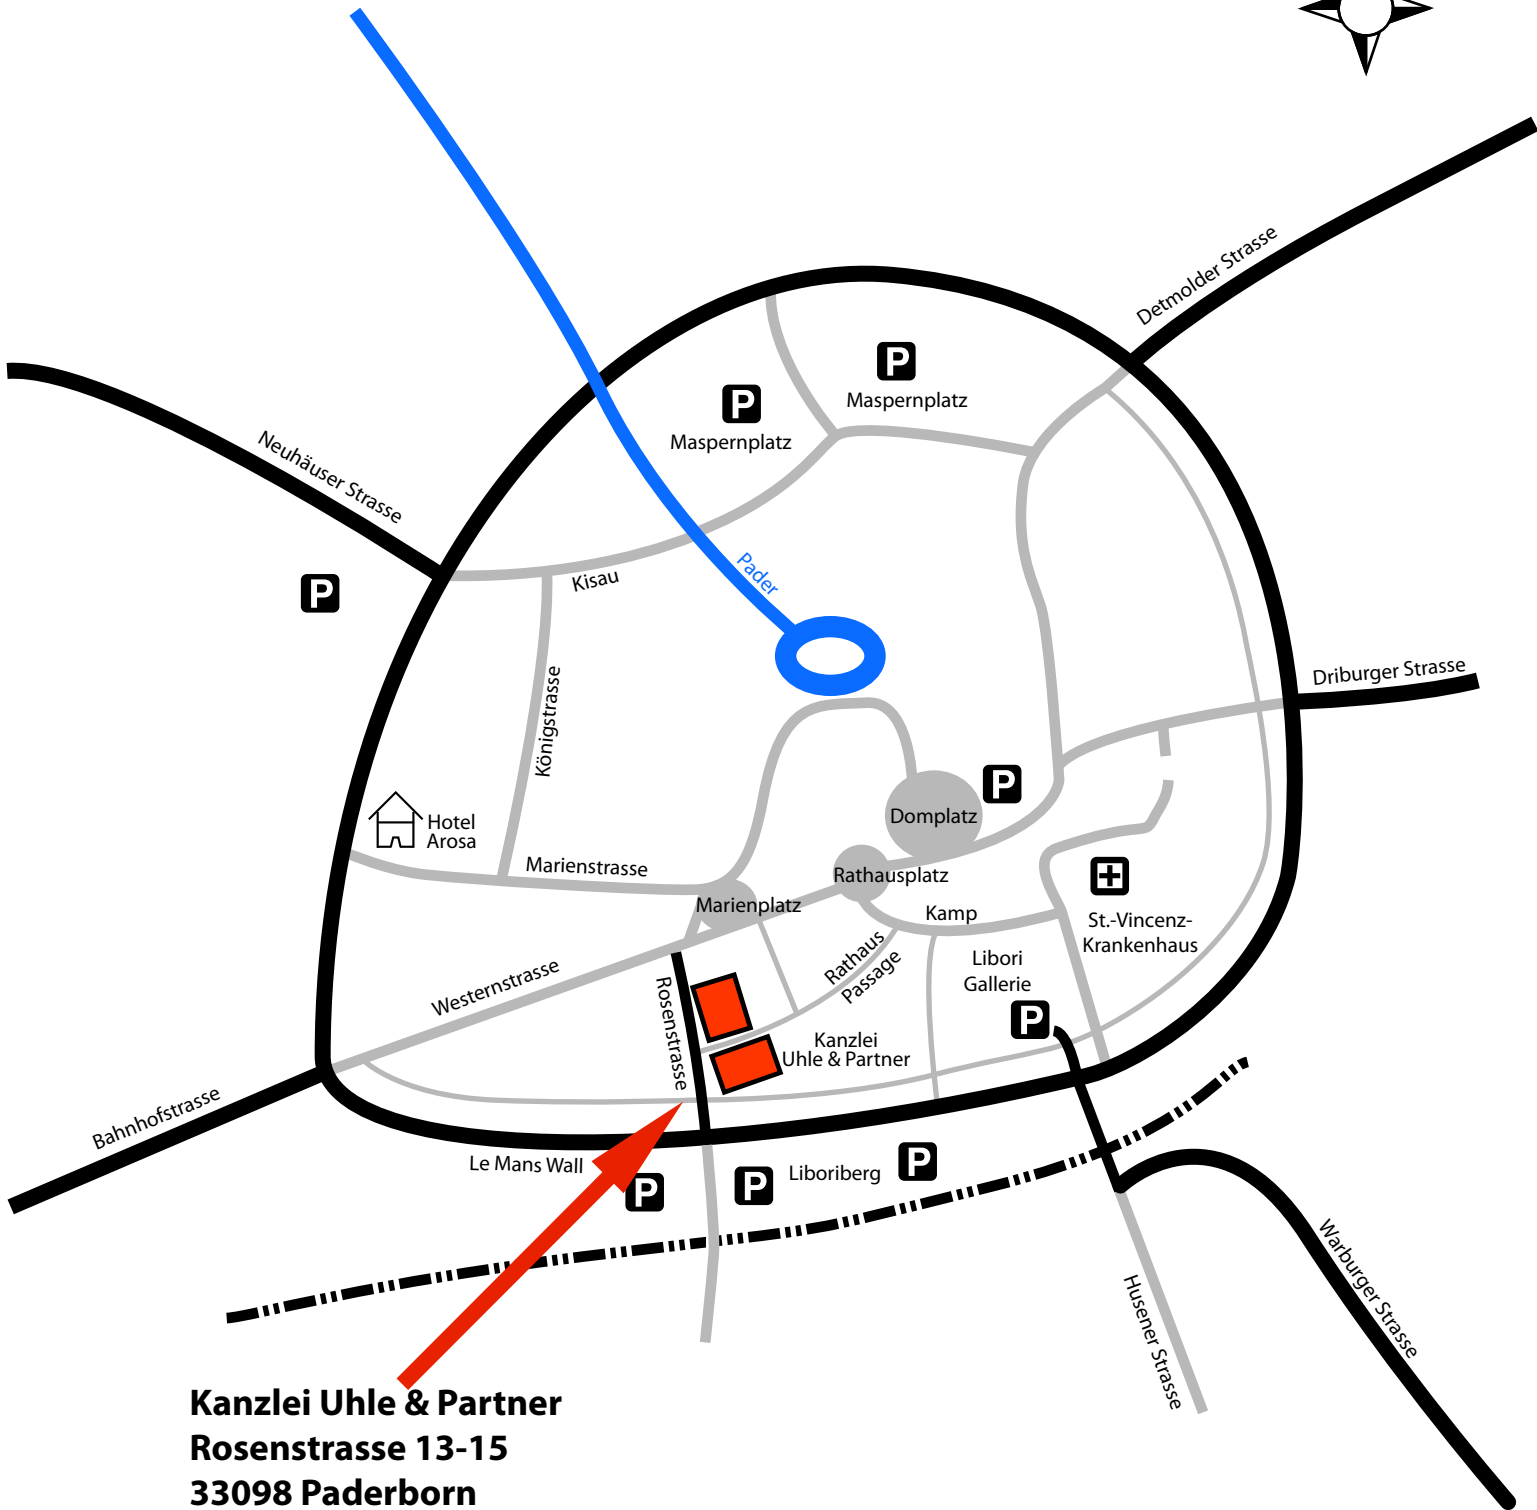 Detmolder Strasse
P
Maspernplatz
P
Maspernplatz
Neuhäuser Strasse
P
Kisau
Pader
Driburger Strasse
Königstrasse
P
Domplatz
Hotel
Arosa
Marienstrasse
Rathausplatz
Marienplatz
Kamp
St.-Vincenz-
Krankenhaus
Rathaus
Passage
Libori
Gallerie
P
Westernstrasse
Rosenstrasse
Kanzlei
Uhle & Partner
Bahnhofstrasse
Le Mans Wall
P
P
Liboriberg
P
Warburger Strasse
Husener Strasse
Kanzlei Uhle & Partner
Rosenstrasse 13-15
33098 Paderborn